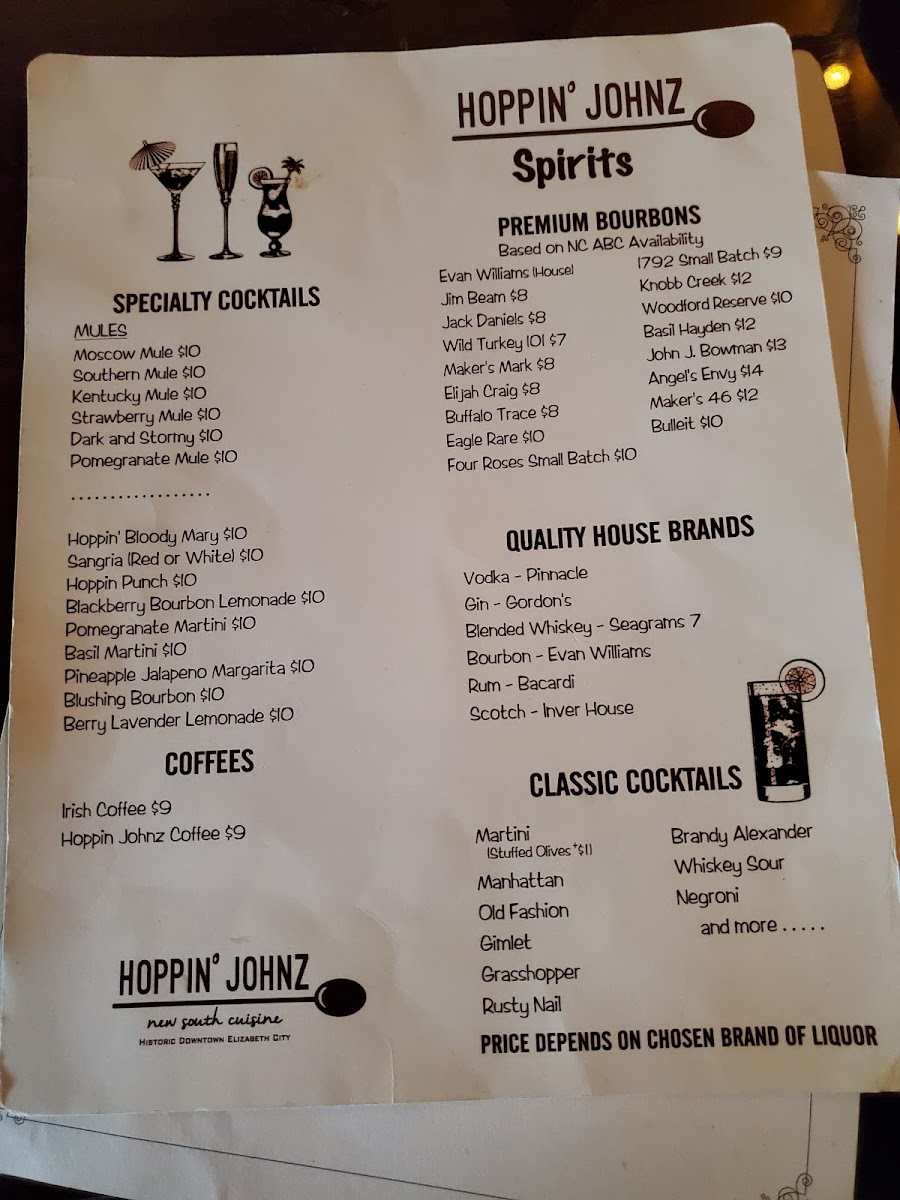 HOPPIN' JOHNZ
Spirits
SPECIALTY COCKTAILS
MULES
Moscow Mule $10
Southern Mule $10
Kentucky Mule $10
Strawberry Mule $10
Dark and Stormy $10
Pomegranate Mule $10
..................
Hoppin' Bloody Mary $10
Sangria (Red or White) $10
Hoppin Punch $10
Blackberry Bourbon Lemonade $10
Pomegranate Martini $10
Basil Martini $10
Pineapple Jalapeno Margarita $10
Blushing Bourbon $10
Berry Lavender Lemonade $10
COFFEES
Irish Coffee $9
Hoppin Johnz Coffee $9
HOPPIN' JOHNZ
new south cuisine
HISTORIC DOWNTOWN ELIZABETH CITY
PREMIUM BOURBONS
Based on NC ABC Availability
Evan Williams (House)
Jim Beam $8
Jack Daniels $8
Wild Turkey 101 $7
Maker's Mark $8
Elijah Craig $8
Buffalo Trace $8
Eagle Rare $10
Four Roses Small Batch $10
1792 Small Batch $9
Knobb Creek $12
Woodford Reserve $10
Basil Hayden $12
John J. Bowman $13
Angel's Envy $14
Maker's 46 $12
Bulleit $10
QUALITY HOUSE BRANDS
Vodka - Pinnacle
Gin - Gordon's
Blended Whiskey - Seagrams 7
Bourbon - Evan Williams
Rum - Bacardi
Scotch - Inver House
CLASSIC COCKTAILS
Martini
(Stuffed Olives +$1)
Manhattan
Old Fashion
Gimlet
Grasshopper
Rusty Nail
Brandy Alexander
Whiskey Sour
Negroni
and more . . . . .
PRICE DEPENDS ON CHOSEN BRAND OF LIQUOR